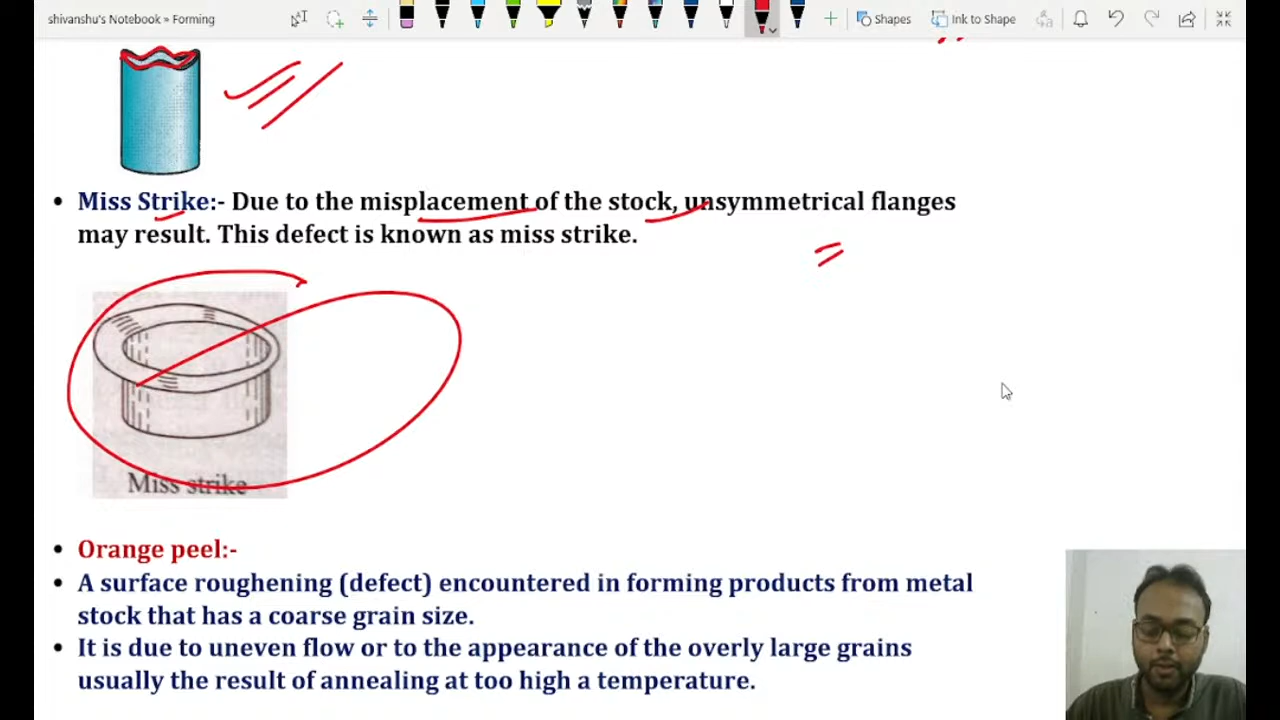 shivanshu's Notebook » Forming
Shapes
Ink to Shape
• Miss Strike:- Due to the misplacement of the stock, unsymmetrical flanges
may result. This defect is known as miss strike.
Miss strike
• Orange peel:-
• A surface roughening (defect) encountered in forming products from metal
stock that has a coarse grain size.
• It is due to uneven flow or to the appearance of the overly large grains
usually the result of annealing at too high a temperature.